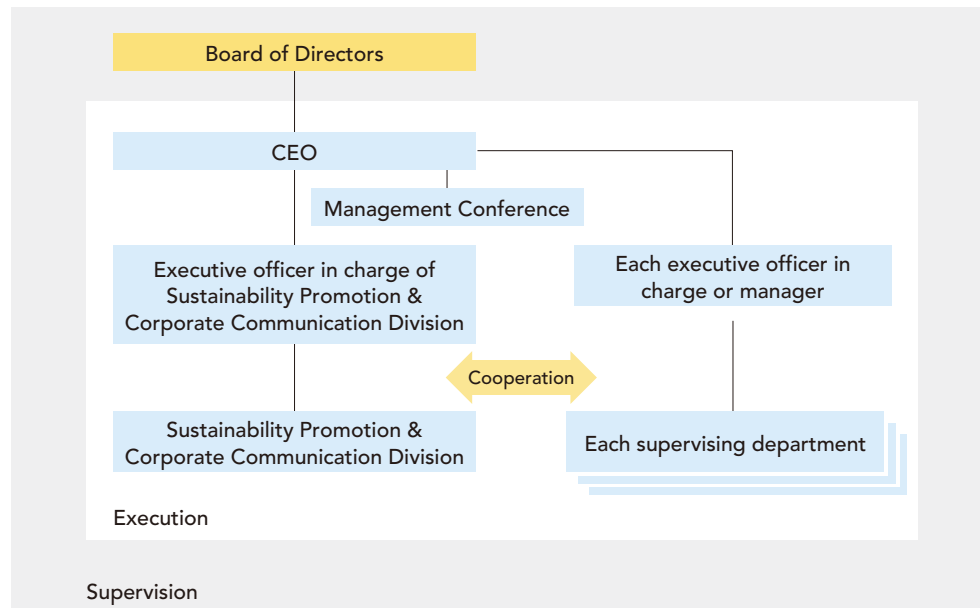 Board of Directors
CEO
Management Conference
Executive officer in charge of
Sustainability Promotion &
Corporate Communication Division
Each executive officer in
charge or manager
Cooperation
Sustainability Promotion &
Corporate Communication Division
Each supervising department
Execution
Supervision